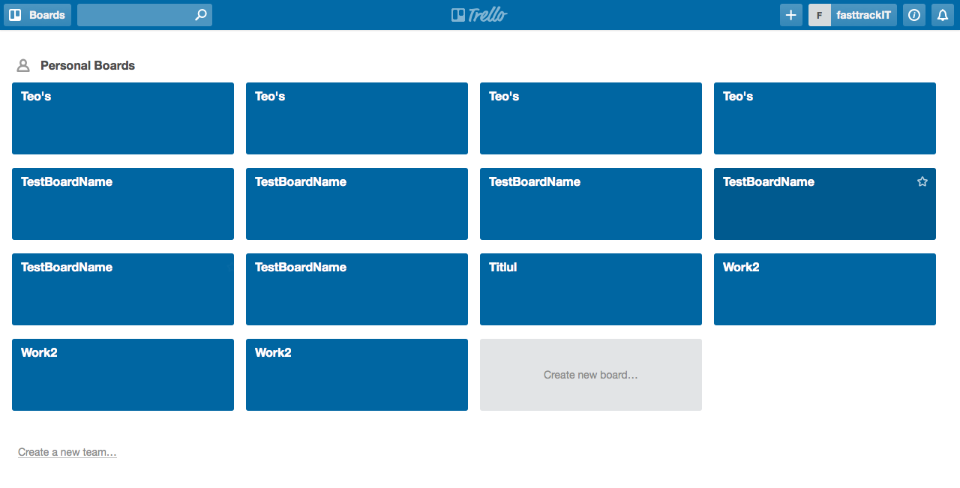 Boards
Trello
F
fasttrackIT
Personal Boards
Teo's
Teo's
Teo's
Teo's
TestBoardName
TestBoardName
TestBoardName
TestBoardName
TestBoardName
TestBoardName
Titlul
Work2
Work2
Work2
Create new board…
Create a new team…